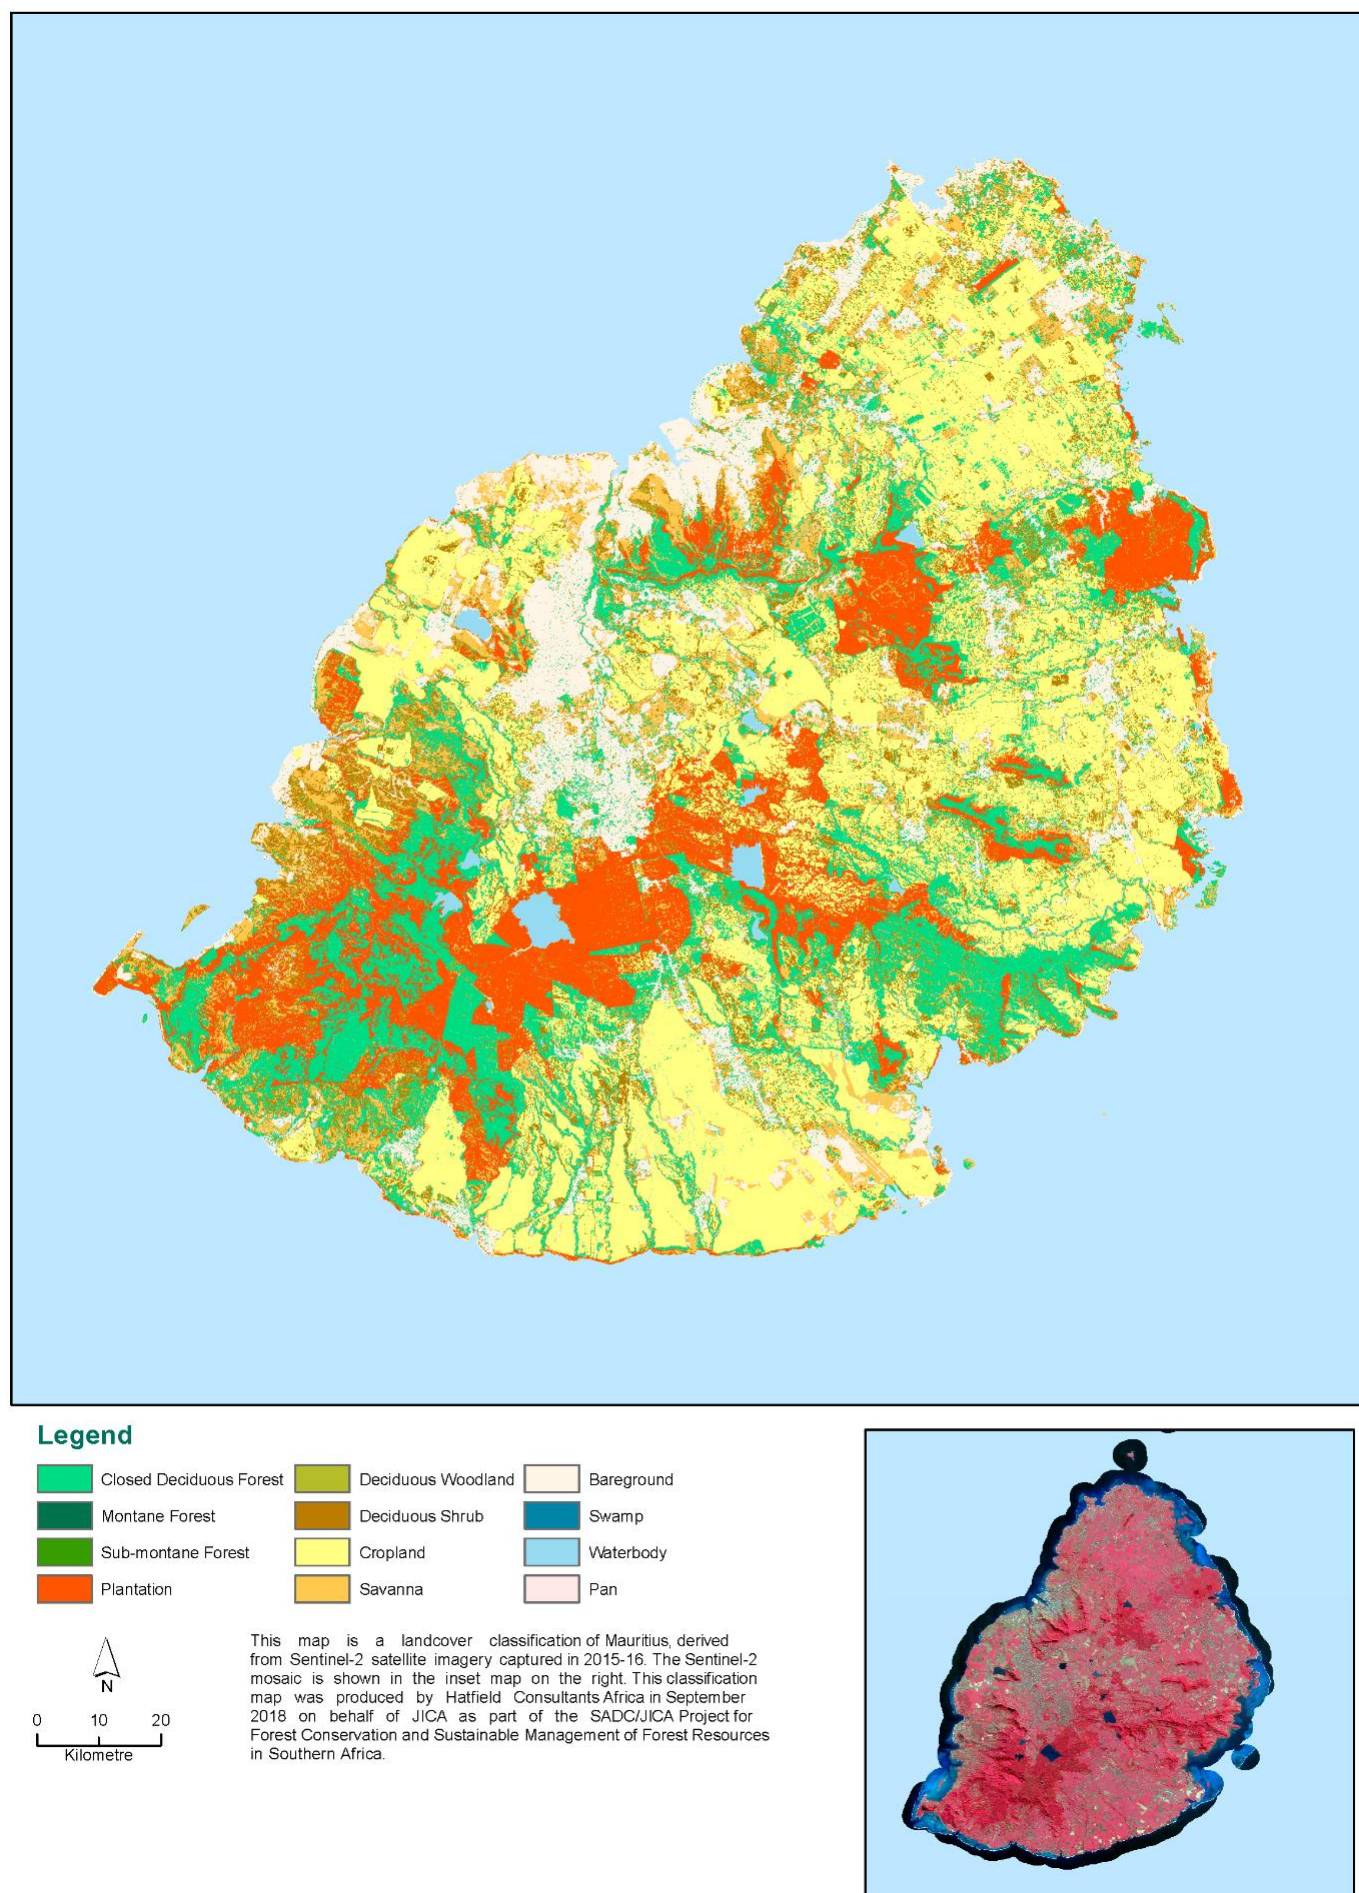 Legend
Closed Deciduous Forest
Montane Forest
Sub-montane Forest
Plantation
Deciduous Woodland
Deciduous Shrub
Cropland
Savanna
Bareground
Swamp
Waterbody
Pan
N
0 10 20
Kilometre
This map is a landcover classification of Mauritius, derived
from Sentinel-2 satellite imagery captured in 2015-16. The Sentinel-2
mosaic is shown in the inset map on the right. This classification
map was produced by Hatfield Consultants Africa in September
2018 on behalf of JICA as part of the SADC/JICA Project for
Forest Conservation and Sustainable Management of Forest Resources
in Southern Africa.